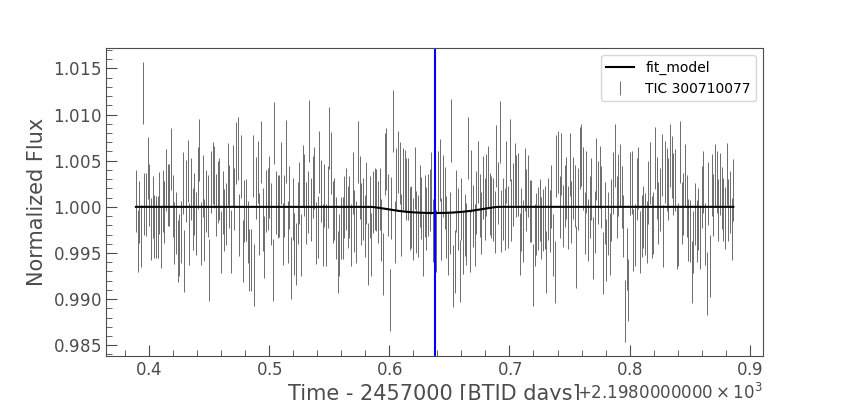 fit_model
TIC 300710077
Normalized Flux
1.015
1.010
1.005
1.000
0.995
0.990
0.985
0.4
0.5
0.6
0.7
0.8
0.9
Time - 2457000 [BTJD days]
+2.1980000000 × 10³